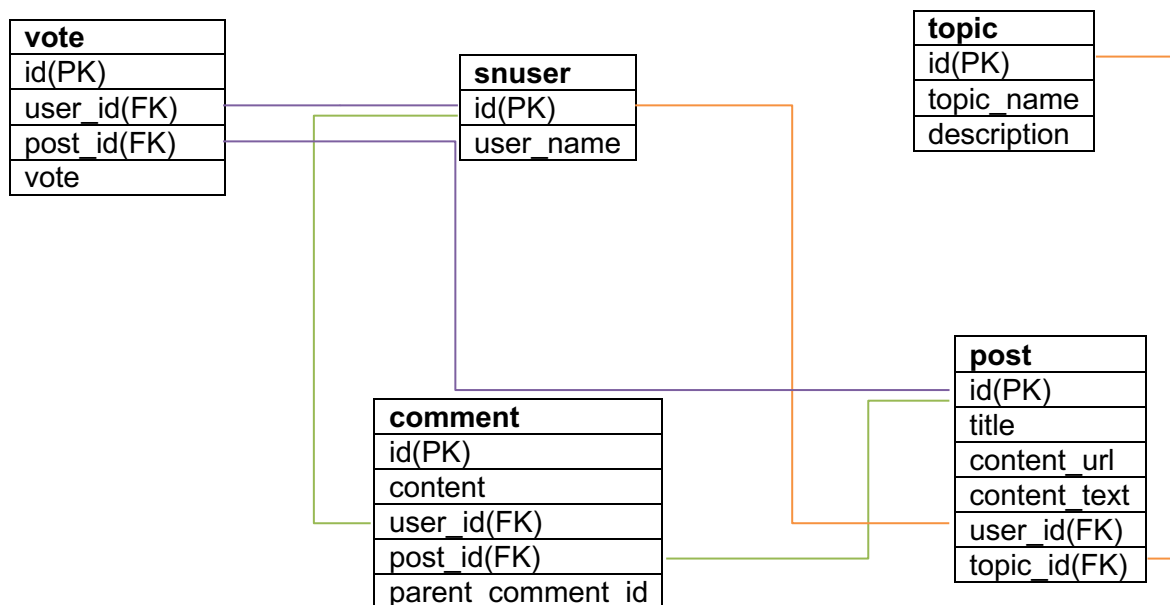 vote
id(PK)
user_id(FK)
post_id(FK)
vote
snuser
id(PK)
user_name
topic
id(PK)
topic_name
description
comment
id(PK)
content
user_id(FK)
post_id(FK)
parent_comment_id
post
id(PK)
title
content_url
content_text
user_id(FK)
topic_id(FK)